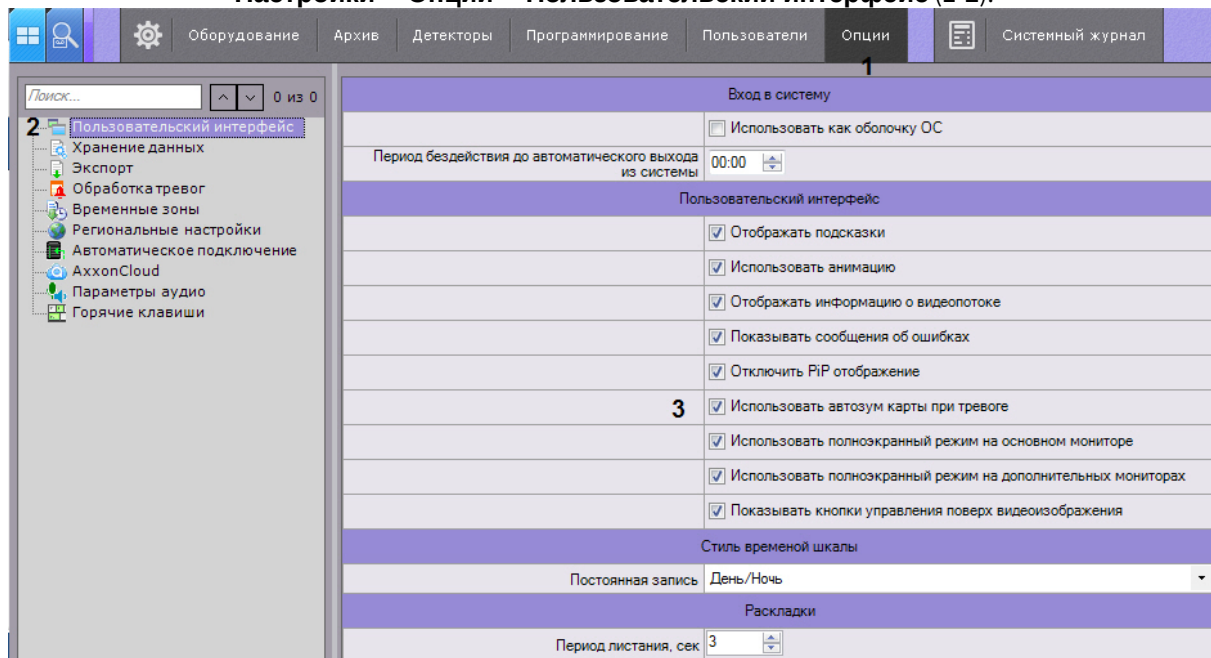 Оборудование Архив Детекторы Программирование Пользователи Опции Системный журнал
1
Поиск... 0 из 0
2 Пользовательский интерфейс
Хранение данных
Экспорт
Обработка тревог
Временные зоны
Региональные настройки
Автоматическое подключение
AxxonCloud
Параметры аудио
Горячие клавиши
Вход в систему
Использовать как оболочку ОС
Период бездействия до автоматического выхода
из системы 00:00
Пользовательский интерфейс
Отображать подсказки
Использовать анимацию
Отображать информацию о видеопотоке
Показывать сообщения об ошибках
Отключить PiP отображение
3 Использовать автозум карты при тревоге
Использовать полноэкранный режим на основном мониторе
Использовать полноэкранный режим на дополнительных мониторах
Показывать кнопки управления поверх видеоизображения
Стиль временой шкалы
Постоянная запись День/Ночь
Раскладки
Период листания, сек 3